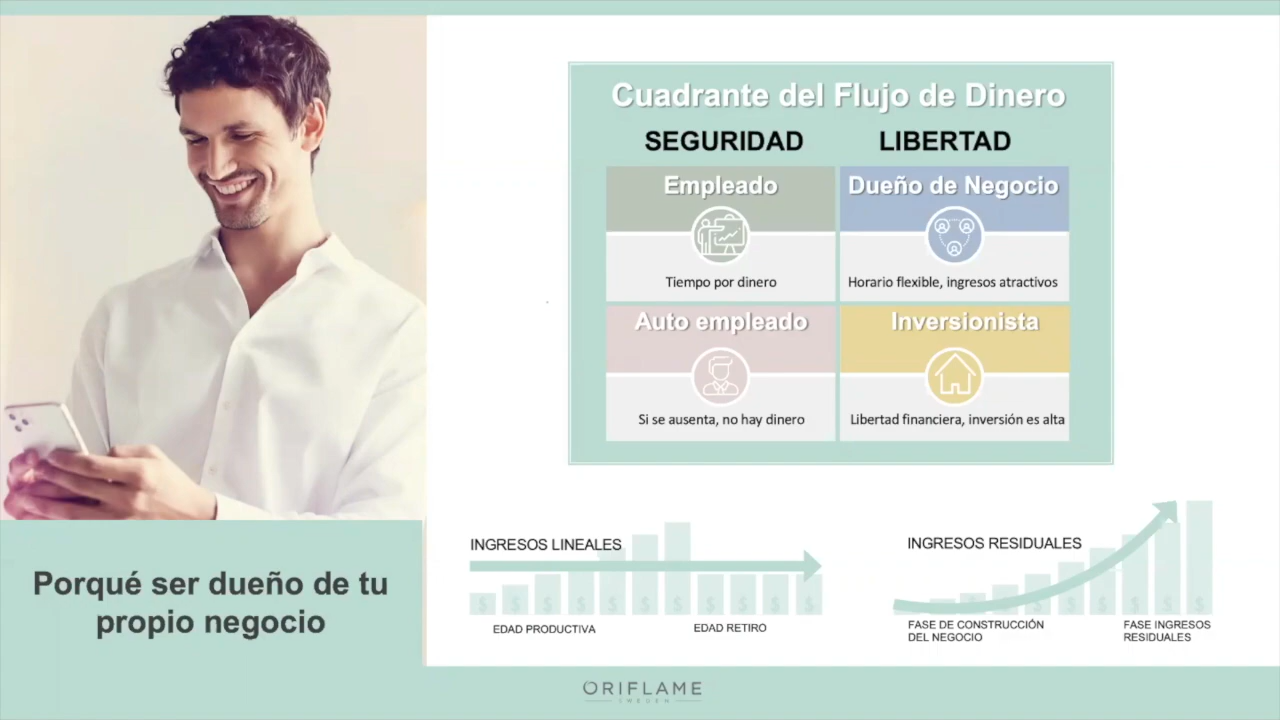 Cuadrante del Flujo de Dinero
SEGURIDAD LIBERTAD
Empleado
Tiempo por dinero
Dueño de Negocio
Horario flexible, ingresos atractivos
Auto empleado
Si se ausenta, no hay dinero
Inversionista
Libertad financiera, inversión es alta
Porqué ser dueño de tu
propio negocio
INGRESOS LINEALES
$ $ $ $ $ $ $ $ $ $ $
EDAD PRODUCTIVA
EDAD RETIRO
INGRESOS RESIDUALES
FASE DE CONSTRUCCIÓN
DEL NEGOCIO
FASE INGRESOS
RESIDUALES
ORIFLAME
SWEDEN